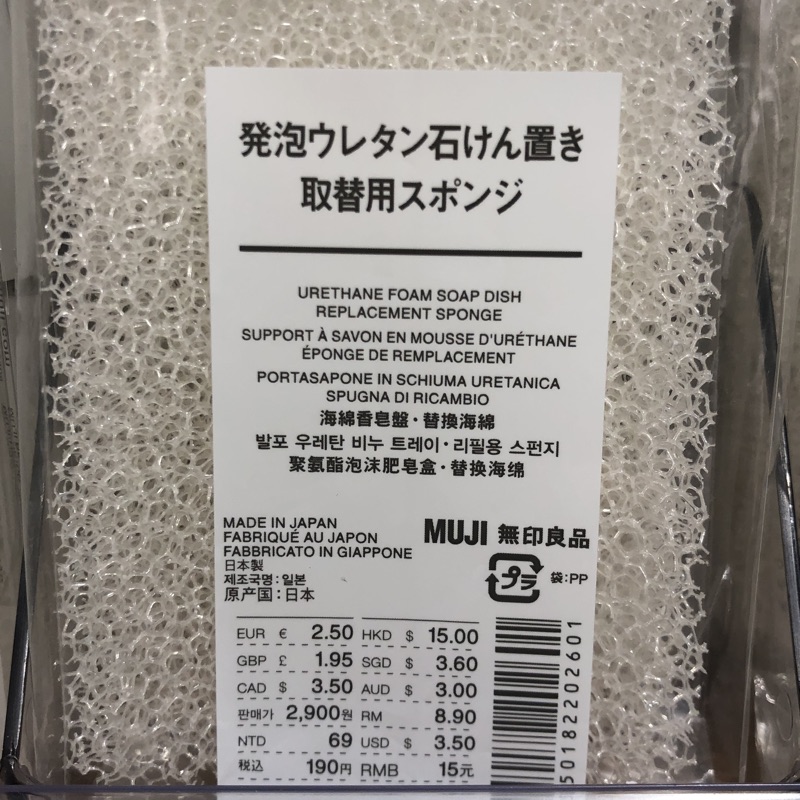 発泡ウレタン石けん置き
取替用スポンジ
URETHANE FOAM SOAP DISH
REPLACEMENT SPONGE
SUPPORT À SAVON EN MOUSSE D'URÉTHANE
ÉPONGE DE REMPLACEMENT
PORTASAPONE IN SCHIUMA URETANICA
SPUGNA DI RICAMBIO
海綿香皂盤・替換海綿
발포 우레탄 비누 트레이・리필용 스펀지
聚氨酯泡沫肥皂盒・替换海绵
MADE IN JAPAN
FABRIQUÉ AU JAPON
FABBRICATO IN GIAPPONE
日本製
제조국명:일본
原产国:日本
MUJI 無印良品
プラ 袋:PP
EUR € 2.50 HKD $ 15.00
GBP £ 1.95 SGD $ 3.60
CAD $ 3.50 AUD $ 3.00
판매가 2,900원 RM 8.90
NTD 69 USD $ 3.50
税込 190円 RMB 15元
50182202601